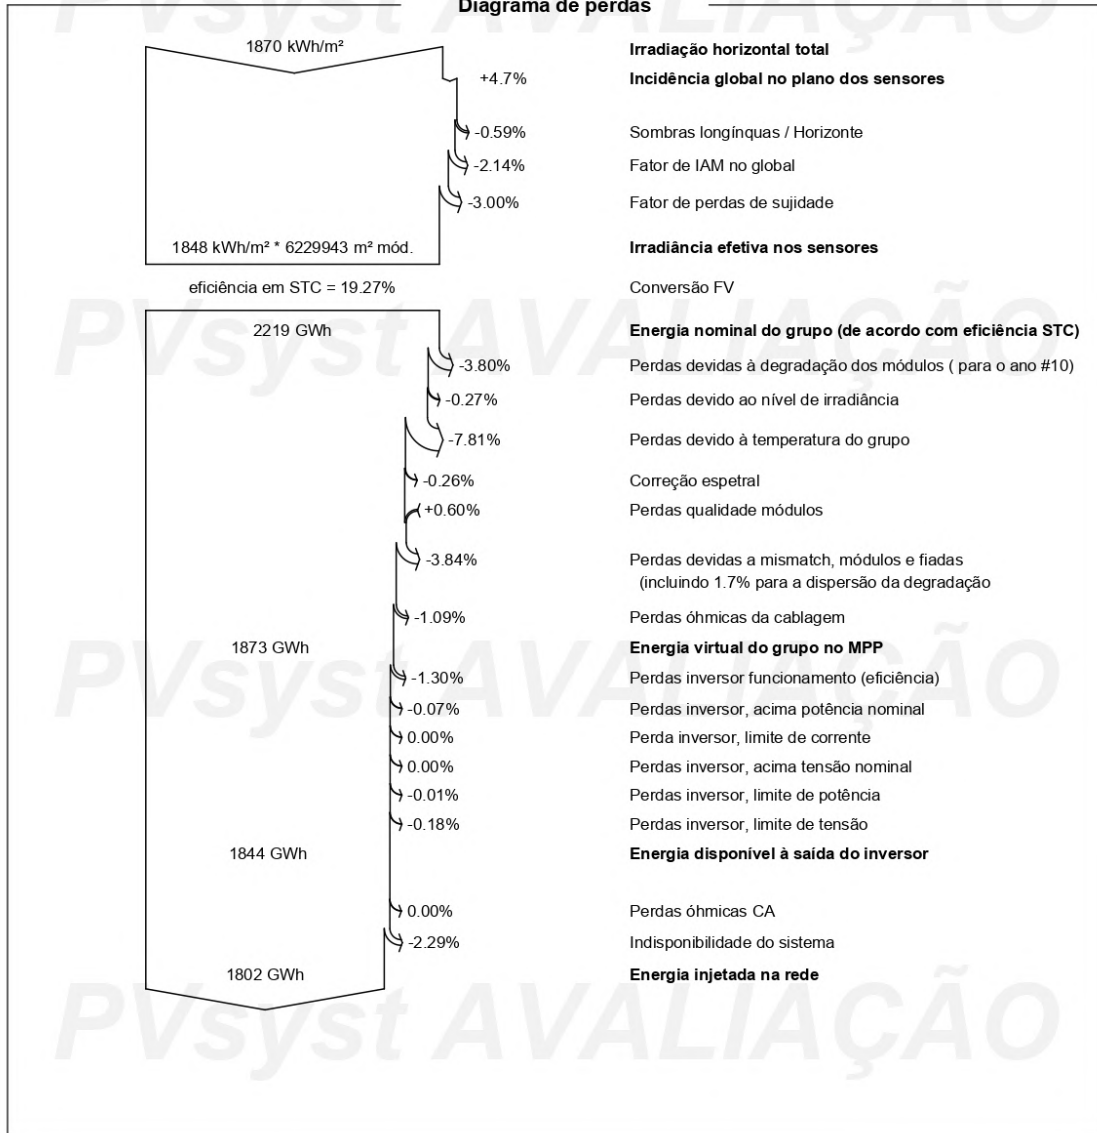 Diagrama de perdas
1870 kWh/m² Irradiação horizontal total
+4.7% Incidência global no plano dos sensores
-0.59% Sombras longínquas / Horizonte
-2.14% Fator de IAM no global
-3.00% Fator de perdas de sujidade
1848 kWh/m² * 6229943 m² mód. Irradiância efetiva nos sensores
eficiência em STC = 19.27% Conversão FV
PVsyst AVALIAÇÃO
2219 GWh Energia nominal do grupo (de acordo com eficiência STC)
-3.80% Perdas devidas à degradação dos módulos ( para o ano #10)
-0.27% Perdas devido ao nível de irradiância
-7.81% Perdas devido à temperatura do grupo
-0.26% Correção espetral
+0.60% Perdas qualidade módulos
-3.84% Perdas devidas a mismatch, módulos e fiadas
(incluindo 1.7% para a dispersão da degradação
-1.09% Perdas óhmicas da cablagem
1873 GWh Energia virtual do grupo no MPP
PVsyst AVALIAÇÃO
-1.30% Perdas inversor funcionamento (eficiência)
-0.07% Perdas inversor, acima potência nominal
0.00% Perda inversor, limite de corrente
0.00% Perdas inversor, acima tensão nominal
-0.01% Perdas inversor, limite de potência
-0.18% Perdas inversor, limite de tensão
1844 GWh Energia disponível à saída do inversor
0.00% Perdas óhmicas CA
-2.29% Indisponibilidade do sistema
1802 GWh Energia injetada na rede
PVsyst AVALIAÇÃO